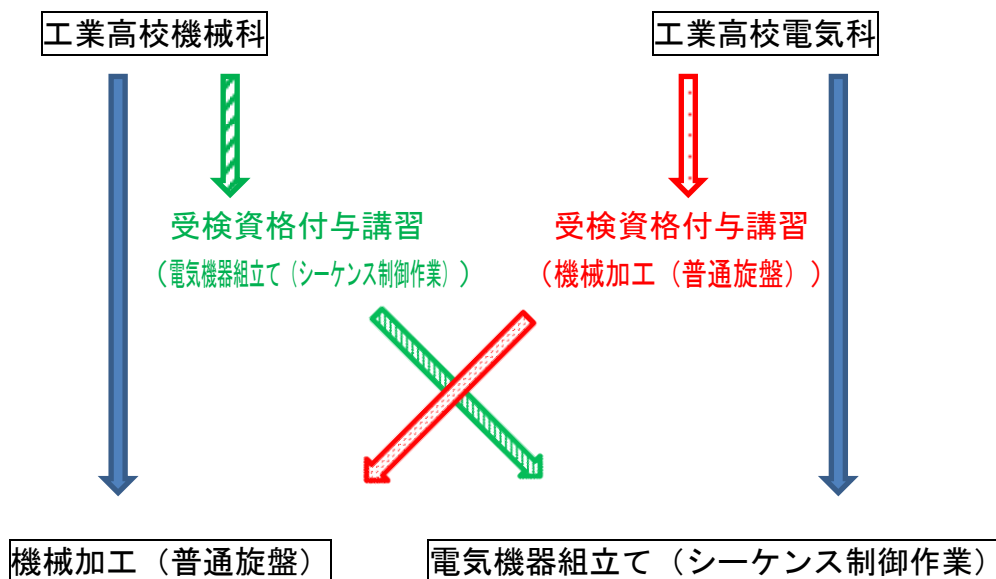 工業高校機械科
工業高校電気科
受検資格付与講習
(電気機器組立て(シーケンス制御作業))
受検資格付与講習
(機械加工(普通旋盤))
機械加工(普通旋盤)
電気機器組立て(シーケンス制御作業)